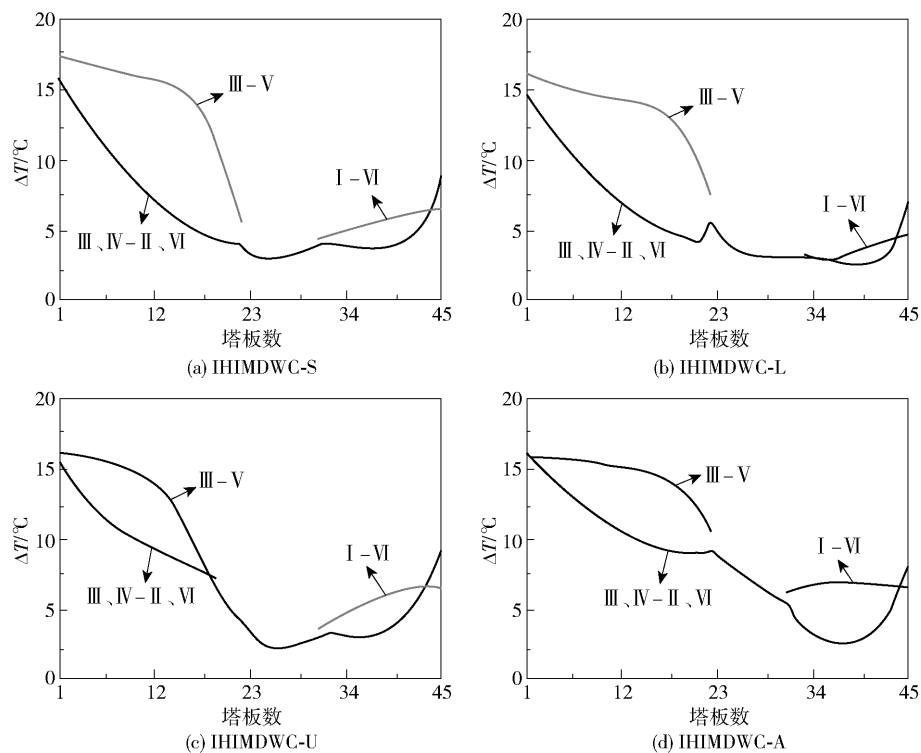 20
15
10
5
0
ΔT/℃
Ⅲ-Ⅴ
Ⅰ-Ⅵ
Ⅲ、Ⅳ-Ⅱ、Ⅵ
1 12 23 34 45
塔板数
(a) IHIMDWC-S
20
15
10
5
0
ΔT/℃
Ⅲ-Ⅴ
Ⅰ-Ⅵ
Ⅲ、Ⅳ-Ⅱ、Ⅵ
1 12 23 34 45
塔板数
(b) IHIMDWC-L
20
15
10
5
0
ΔT/℃
Ⅲ-Ⅴ
Ⅰ-Ⅵ
Ⅲ、Ⅳ-Ⅱ、Ⅵ
1 12 23 34 45
塔板数
(c) IHIMDWC-U
20
15
10
5
0
ΔT/℃
Ⅲ-Ⅴ
Ⅰ-Ⅵ
Ⅲ、Ⅳ-Ⅱ、Ⅵ
1 12 23 34 45
塔板数
(d) IHIMDWC-A